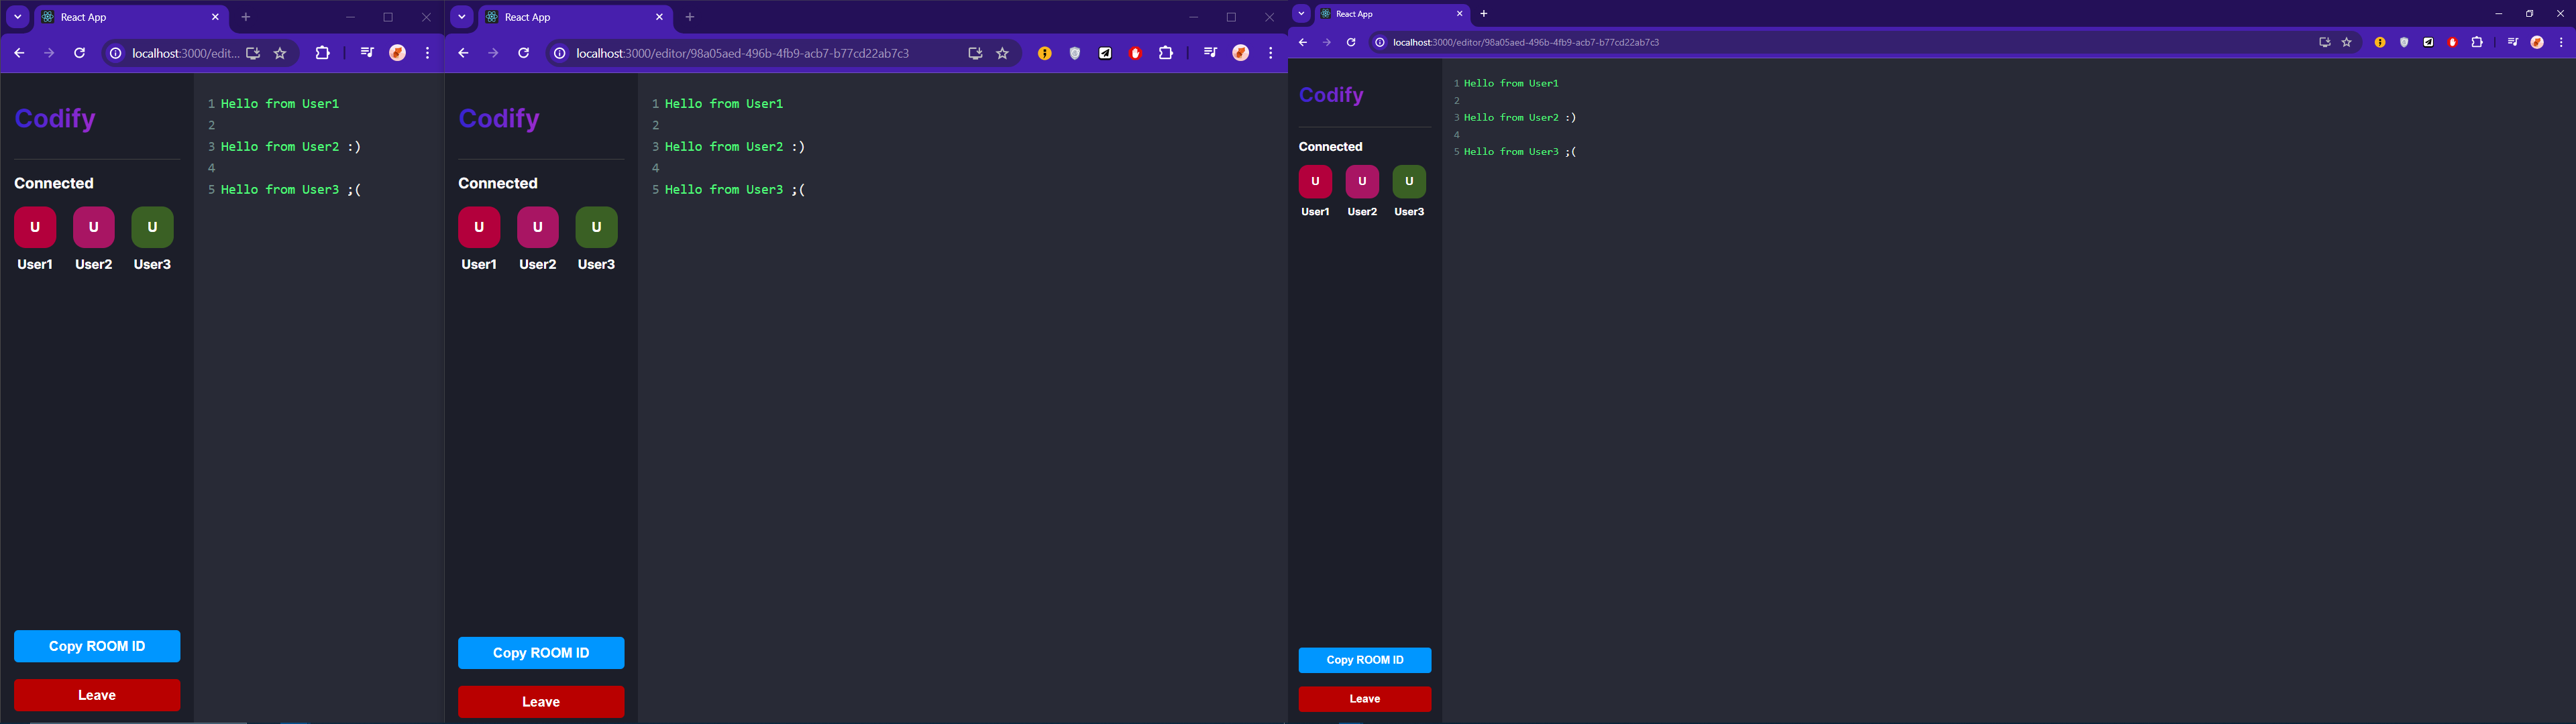 React App
localhost:3000/edit...
Codify
Connected
U U U
User1 User2 User3
Copy ROOM ID
Leave
1 Hello from User1
2
3 Hello from User2 :)
4
5 Hello from User3 ;(
React App
localhost:3000/editor/98a05aed-496b-4fb9-acb7-b77cd22ab7c3
Codify
Connected
U U U
User1 User2 User3
Copy ROOM ID
Leave
1 Hello from User1
2
3 Hello from User2 :)
4
5 Hello from User3 ;(
React App
localhost:3000/editor/98a05aed-496b-4fb9-acb7-b77cd22ab7c3
Codify
Connected
U U U
User1 User2 User3
Copy ROOM ID
Leave
1 Hello from User1
2
3 Hello from User2 :)
4
5 Hello from User3 ;(